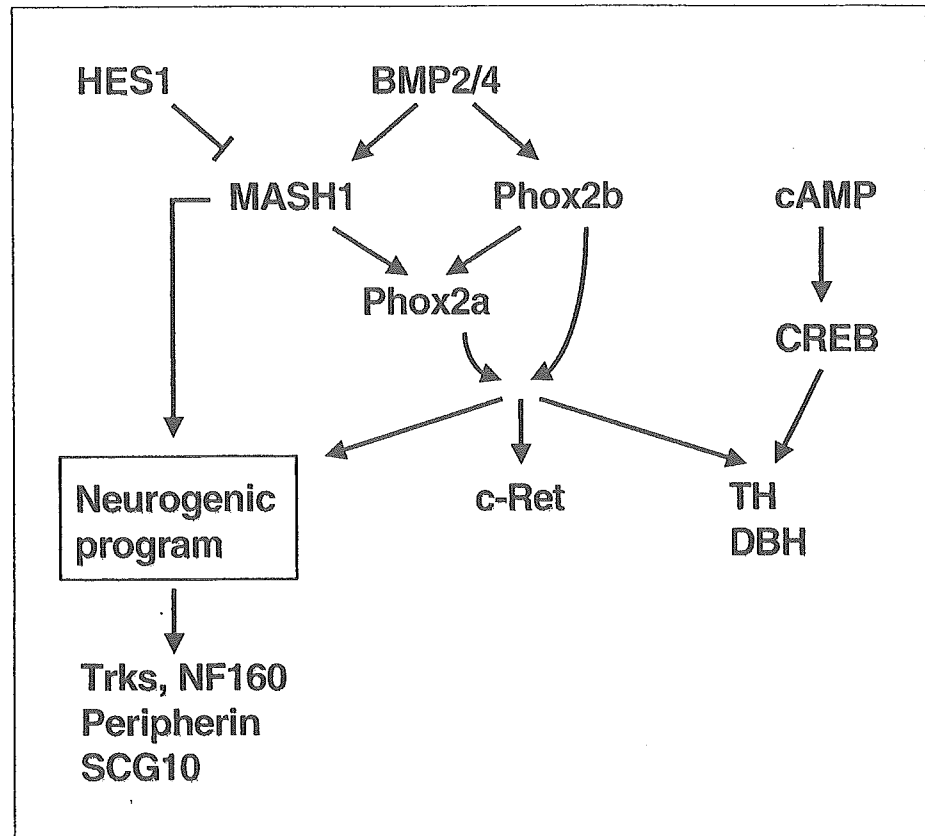 HES1
BMP2/4
MASH1
Phox2b
cAMP
Phox2a
CREB
Neurogenic
program
c-Ret
TH
DBH
Trks, NF160
Peripherin
SCG10